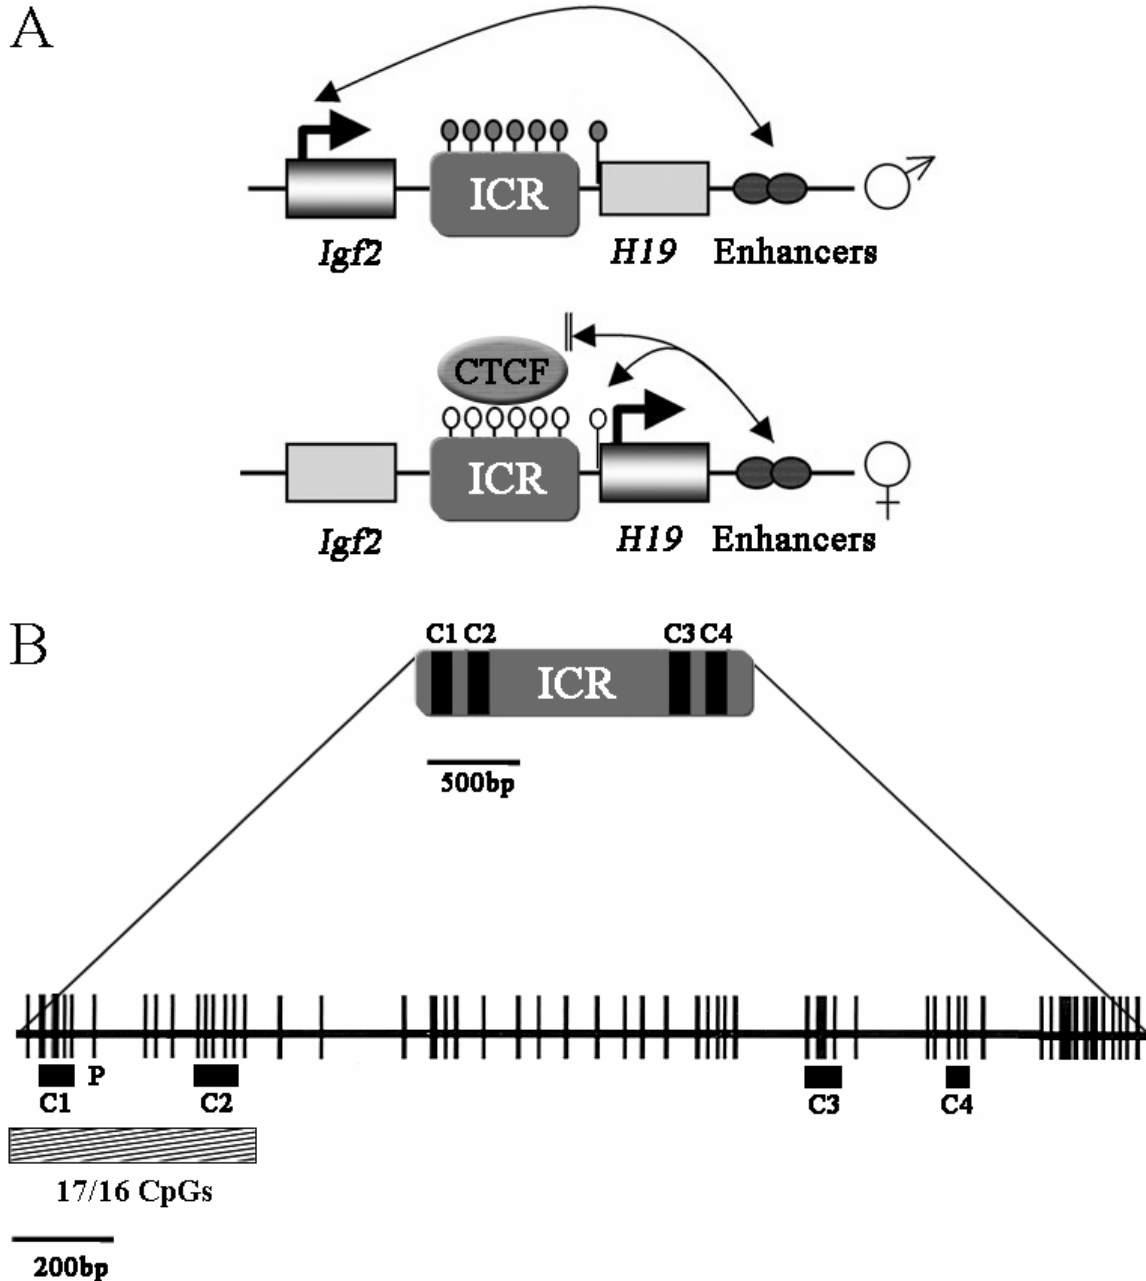 A
ICR
Igf2 H19 Enhancers
CTCF
ICR
Igf2 H19 Enhancers
B
C1 C2 C3 C4
ICR
500bp
P
C1 C2 C3 C4
17/16 CpGs
200bp